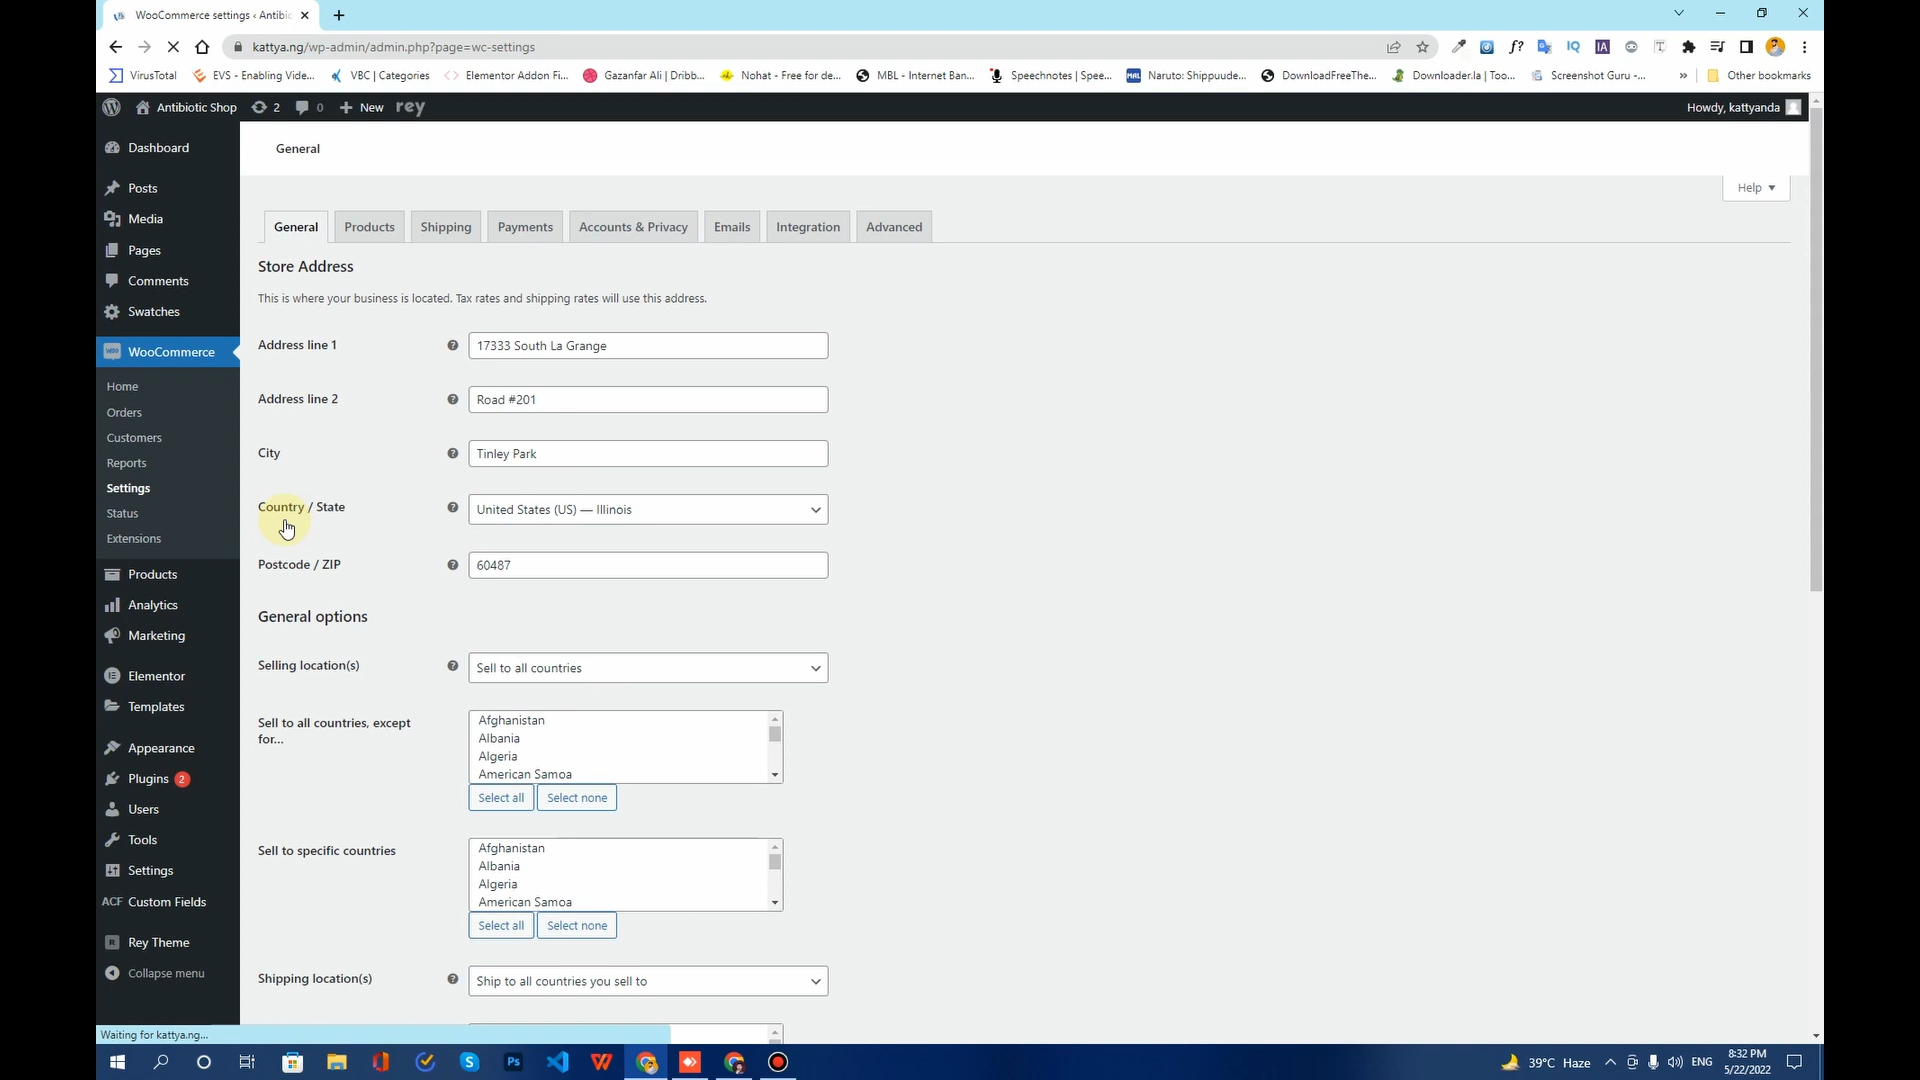 WooCommerce settings ‹ Antibio
kattya.ng/wp-admin/admin.php?page=wc-settings
VirusTotal
EVS - Enabling Vide...
VBC | Categories
Elementor Addon Fi...
Gazanfar Ali | Dribb...
Nohat - Free for de...
MBL - Internet Ban...
Speechnotes | Spee...
Naruto: Shippuude...
DownloadFreeThe...
Downloader.la | Too...
Screenshot Guru -...
»
Other bookmarks
Antibiotic Shop
2
0
New
rey
Howdy, kattyanda
Dashboard
Posts
Media
Pages
Comments
Swatches
WooCommerce
Home
Orders
Customers
Reports
Settings
Status
Extensions
Products
Analytics
Marketing
Elementor
Templates
Appearance
Plugins 2
Users
Tools
Settings
ACF Custom Fields
Rey Theme
Collapse menu
General
Help
General
Products
Shipping
Payments
Accounts & Privacy
Emails
Integration
Advanced
Store Address
This is where your business is located. Tax rates and shipping rates will use this address.
Address line 1
17333 South La Grange
Address line 2
Road #201
City
Tinley Park
Country / State
United States (US) — Illinois
Postcode / ZIP
60487
General options
Selling location(s)
Sell to all countries
Sell to all countries, except
for...
Afghanistan
Albania
Algeria
American Samoa
Select all
Select none
Sell to specific countries
Afghanistan
Albania
Algeria
American Samoa
Select all
Select none
Shipping location(s)
Ship to all countries you sell to
Waiting for kattya.ng...
39°C Haze
ENG
8:32 PM
5/22/2022